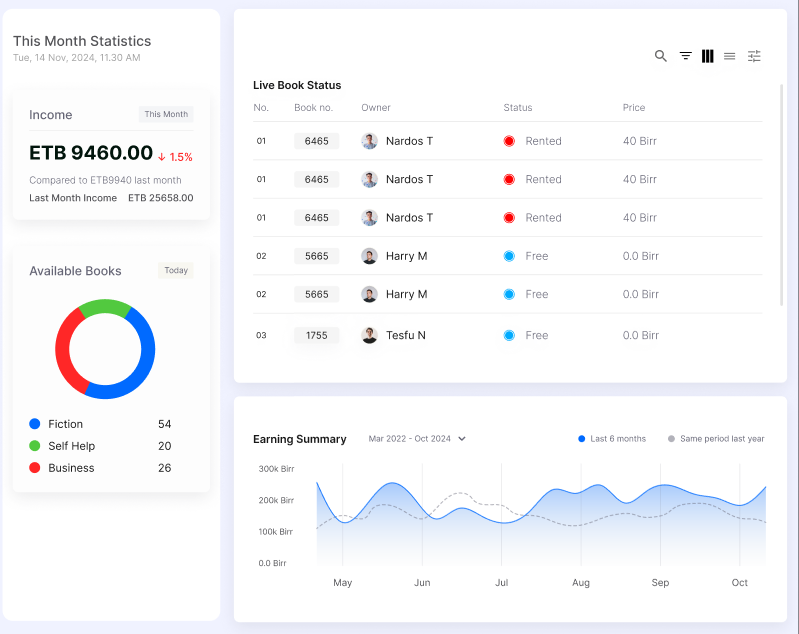 This Month Statistics
Tue, 14 Nov, 2024, 11.30 AM
Income This Month
ETB 9460.00 ↓ 1.5%
Compared to ETB9940 last month
Last Month Income ETB 25658.00
Available Books Today
Fiction 54
Self Help 20
Business 26
Live Book Status
No. Book no. Owner Status Price
01 6465 Nardos T Rented 40 Birr
01 6465 Nardos T Rented 40 Birr
01 6465 Nardos T Rented 40 Birr
02 5665 Harry M Free 0.0 Birr
02 5665 Harry M Free 0.0 Birr
03 1755 Tesfu N Free 0.0 Birr
Earning Summary Mar 2022 - Oct 2024 Last 6 months Same period last year
300k Birr
200k Birr
100k Birr
0.0 Birr
May Jun Jul Aug Sep Oct